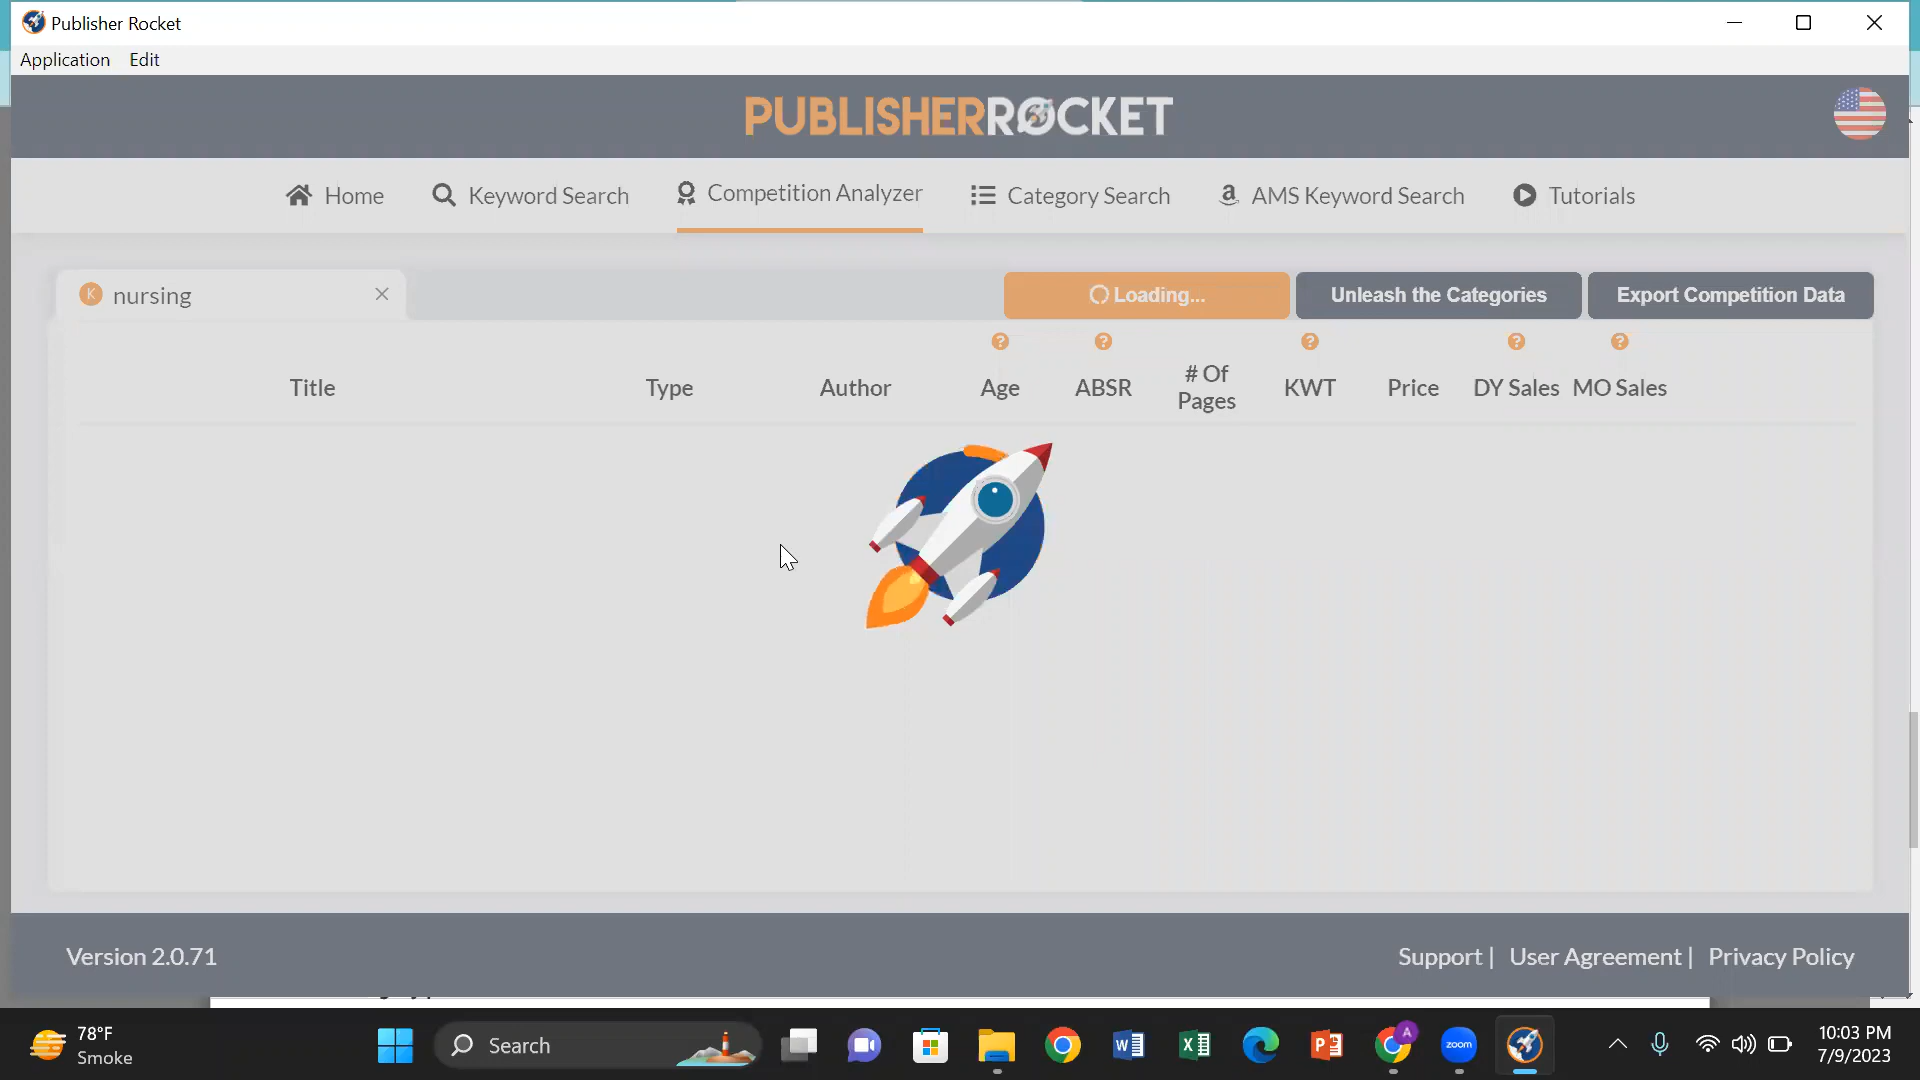 Publisher Rocket
Application Edit
PUBLISHERROCKET
Home Keyword Search Competition Analyzer Category Search AMS Keyword Search Tutorials
K nursing Loading... Unleash the Categories Export Competition Data
? ? ? ? ?
Title Type Author Age ABSR # Of Pages KWT Price DY Sales MO Sales
Version 2.0.71 Support | User Agreement | Privacy Policy
78°F
Smoke
Search
zoom
A
10:03 PM
7/9/2023